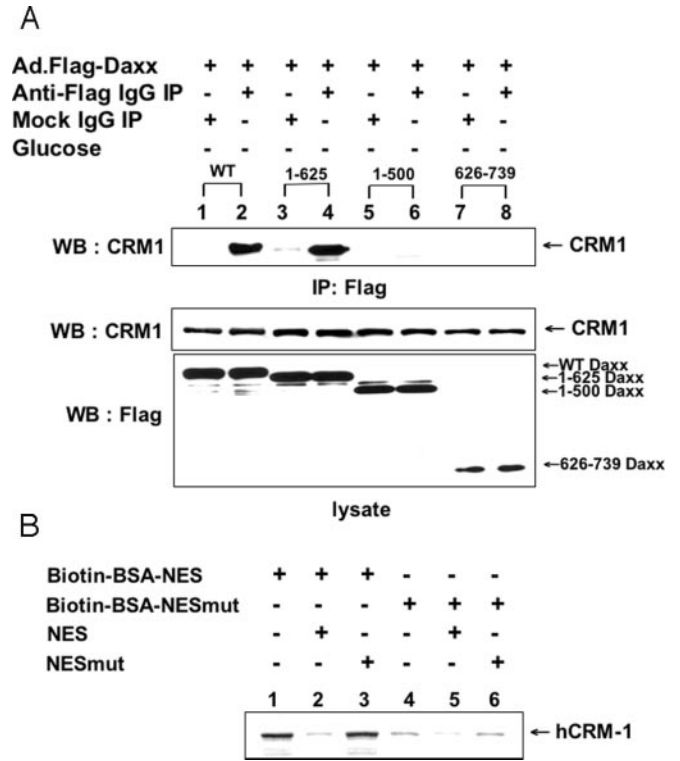 A
Ad.Flag-Daxx + + + + + + + +
Anti-Flag IgG IP - + - + - + - +
Mock IgG IP + - + - + - + -
Glucose - - - - - - - -
WT 1-625 1-500 626-739
1 2 3 4 5 6 7 8
WB : CRM1 ← CRM1
IP: Flag
WB : CRM1 ← CRM1
←WT Daxx
←1-625 Daxx
←1-500 Daxx
WB : Flag
←626-739 Daxx
lysate
B
Biotin-BSA-NES + + + - - -
Biotin-BSA-NESmut - - - + + +
NES - + - - + -
NESmut - - + - - +
1 2 3 4 5 6
← hCRM-1